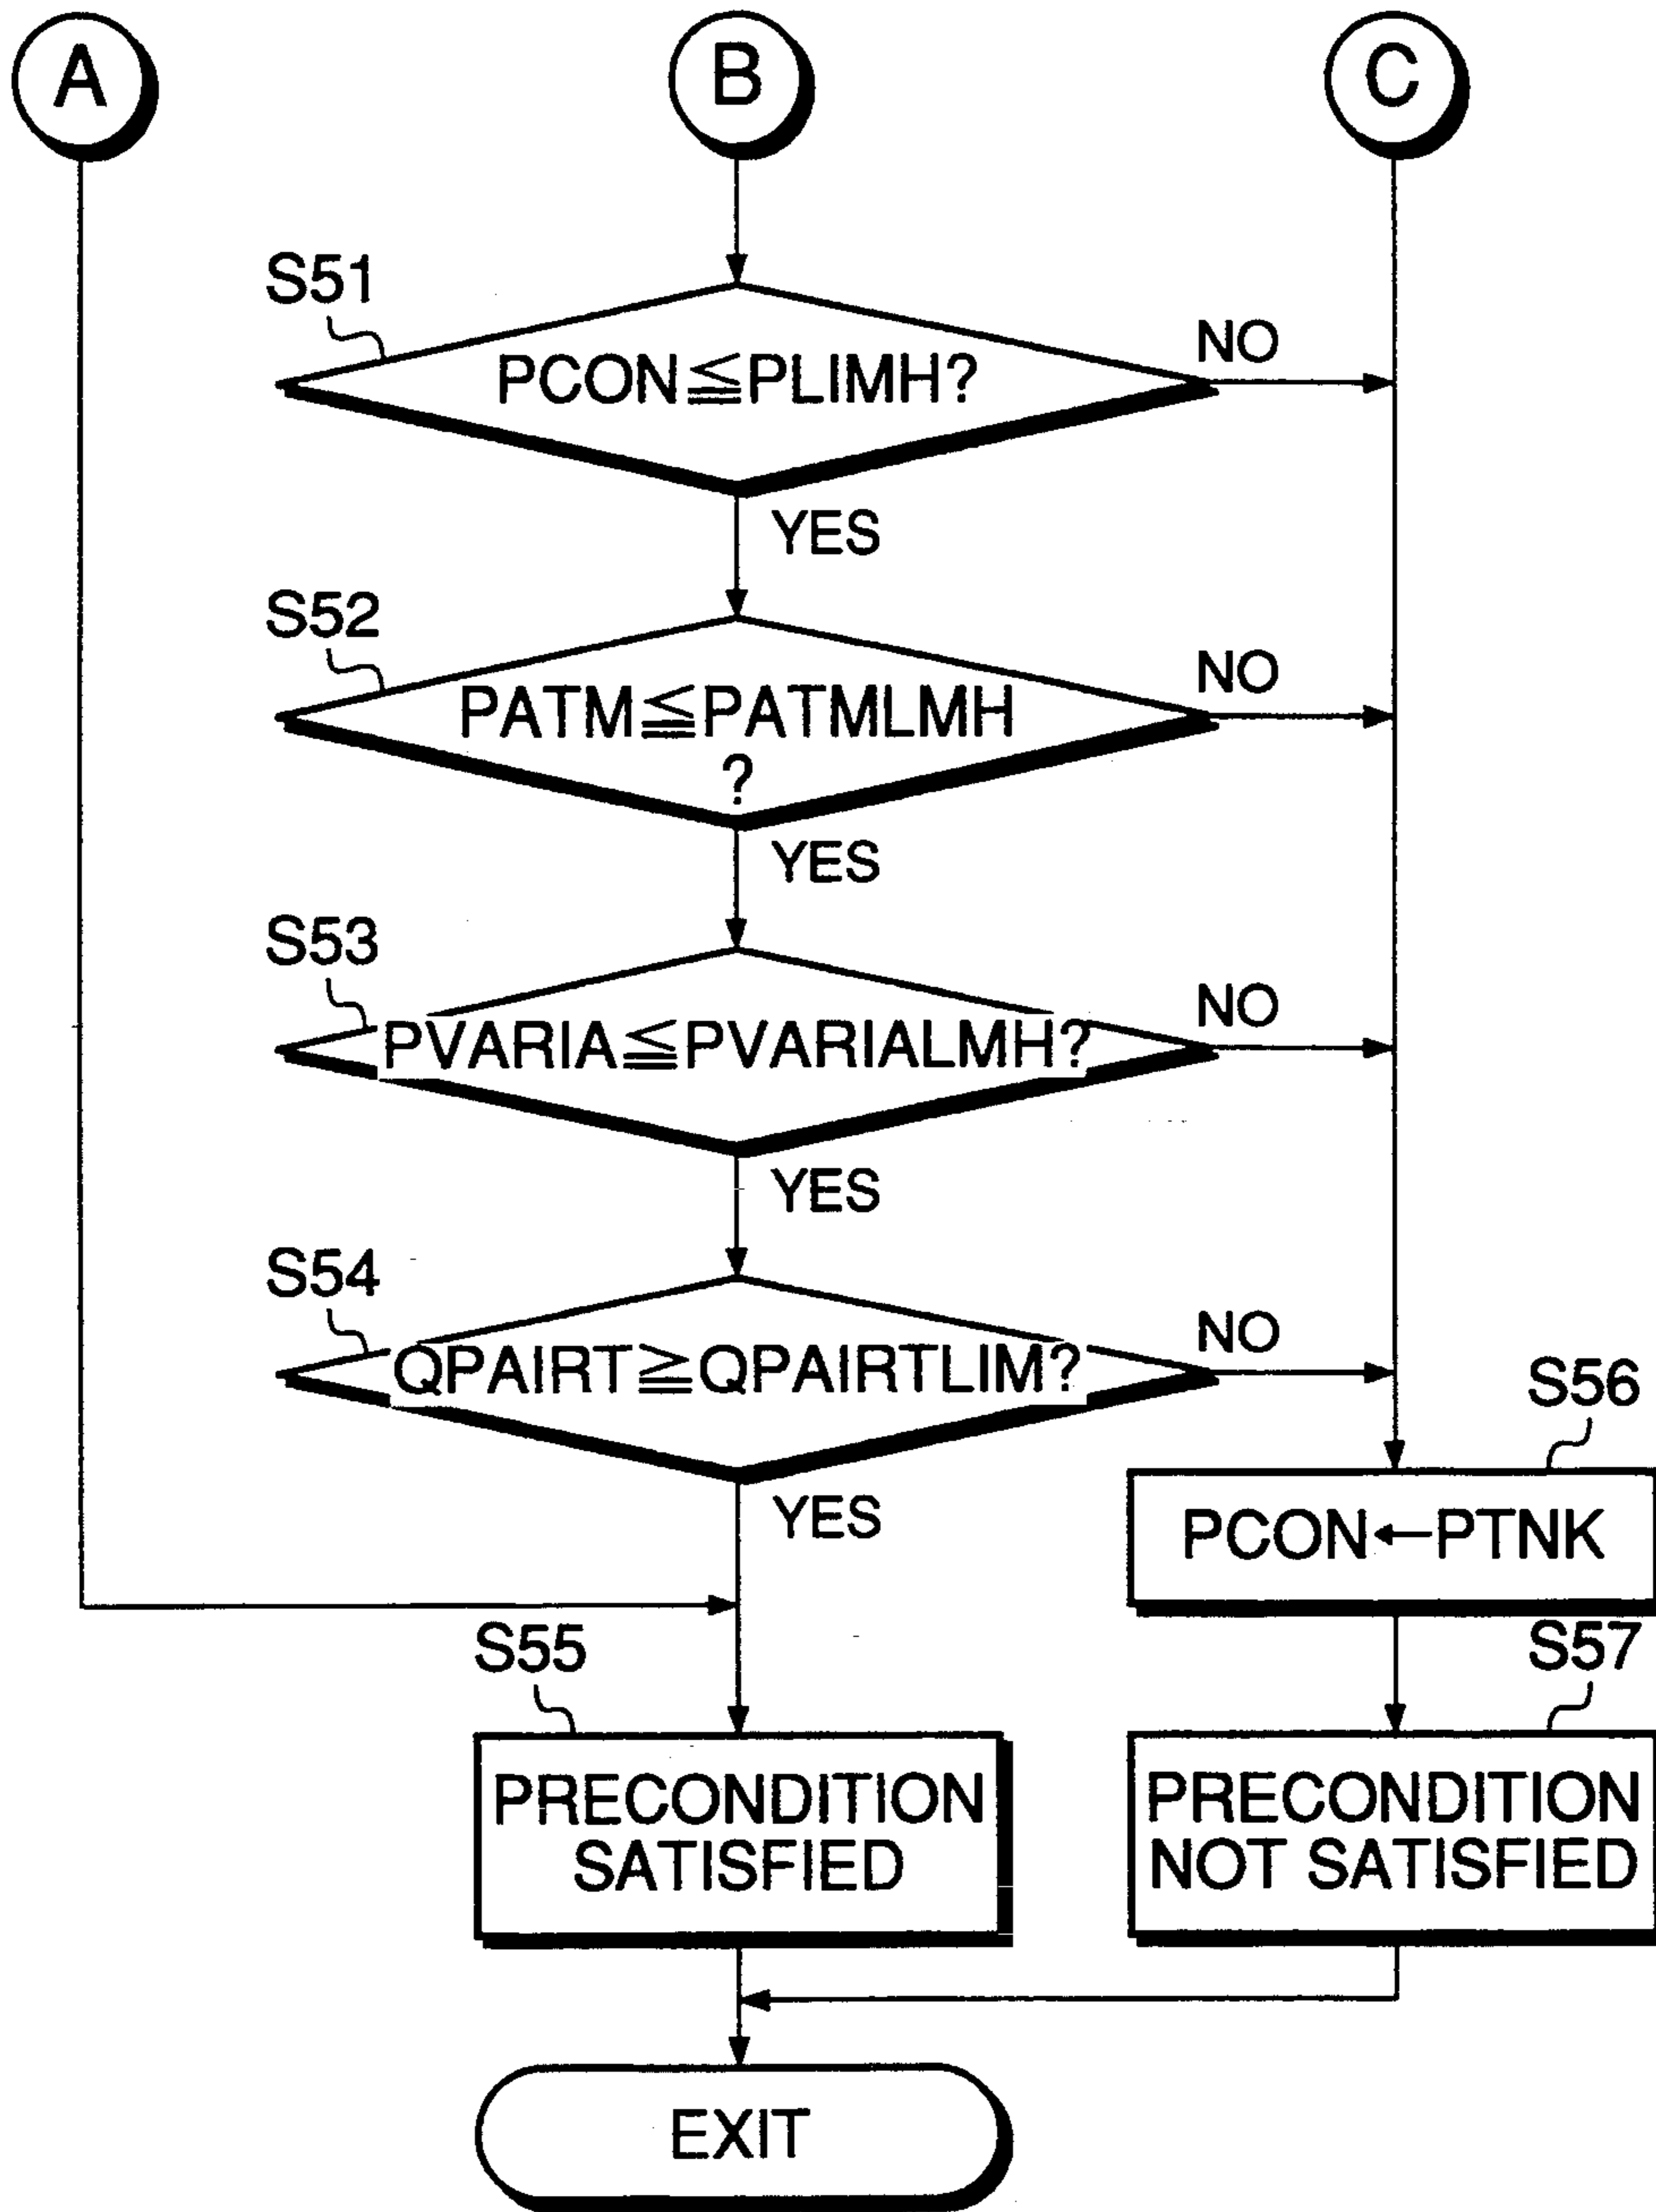 A
B
C
S51
PCON≦PLIMH?
NO
YES
S52
PATM≦PATMLMH
?
NO
YES
S53
PVARIA≦PVARIALMH?
NO
YES
S54
QPAIRT≧QPAIRTLIM?
NO
YES
S56
PCON←PTNK
S55
PRECONDITION
SATISFIED
S57
PRECONDITION
NOT SATISFIED
EXIT